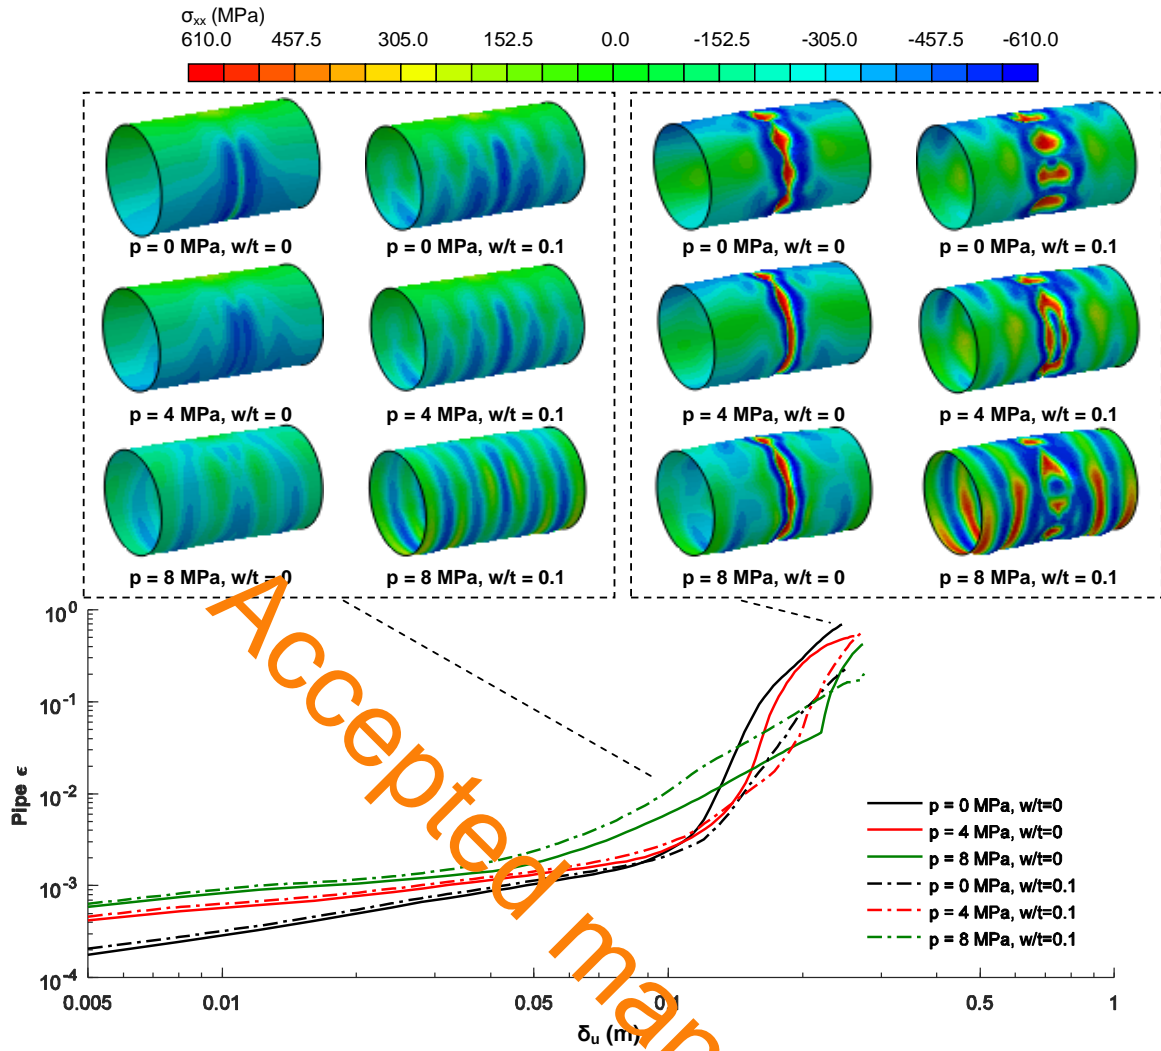 σxx (MPa)
610.0 457.5 305.0 152.5 0.0 -152.5 -305.0 -457.5 -610.0
p = 0 MPa, w/t = 0 p = 0 MPa, w/t = 0.1 p = 0 MPa, w/t = 0 p = 0 MPa, w/t = 0.1
p = 4 MPa, w/t = 0 p = 4 MPa, w/t = 0.1 p = 4 MPa, w/t = 0 p = 4 MPa, w/t = 0.1
p = 8 MPa, w/t = 0 p = 8 MPa, w/t = 0.1 p = 8 MPa, w/t = 0 p = 8 MPa, w/t = 0.1
10^0
10^-1
10^-2
10^-3
10^-4
Pipe ϵ
p = 0 MPa, w/t=0
p = 4 MPa, w/t=0
p = 8 MPa, w/t=0
p = 0 MPa, w/t=0.1
p = 4 MPa, w/t=0.1
p = 8 MPa, w/t=0.1
0.005 0.01 0.05 0.1 0.5 1
δu (m)
Accepted man